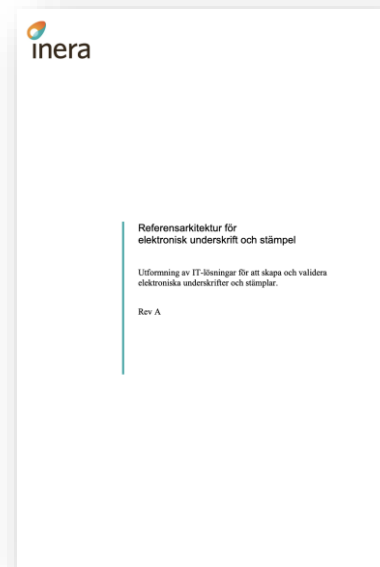 inera
Referensarkitektur för
elektronisk underskrift och stämpel
Utformning av IT-lösningar för att skapa och validera
elektroniska underskrifter och stämplar.
Rev A